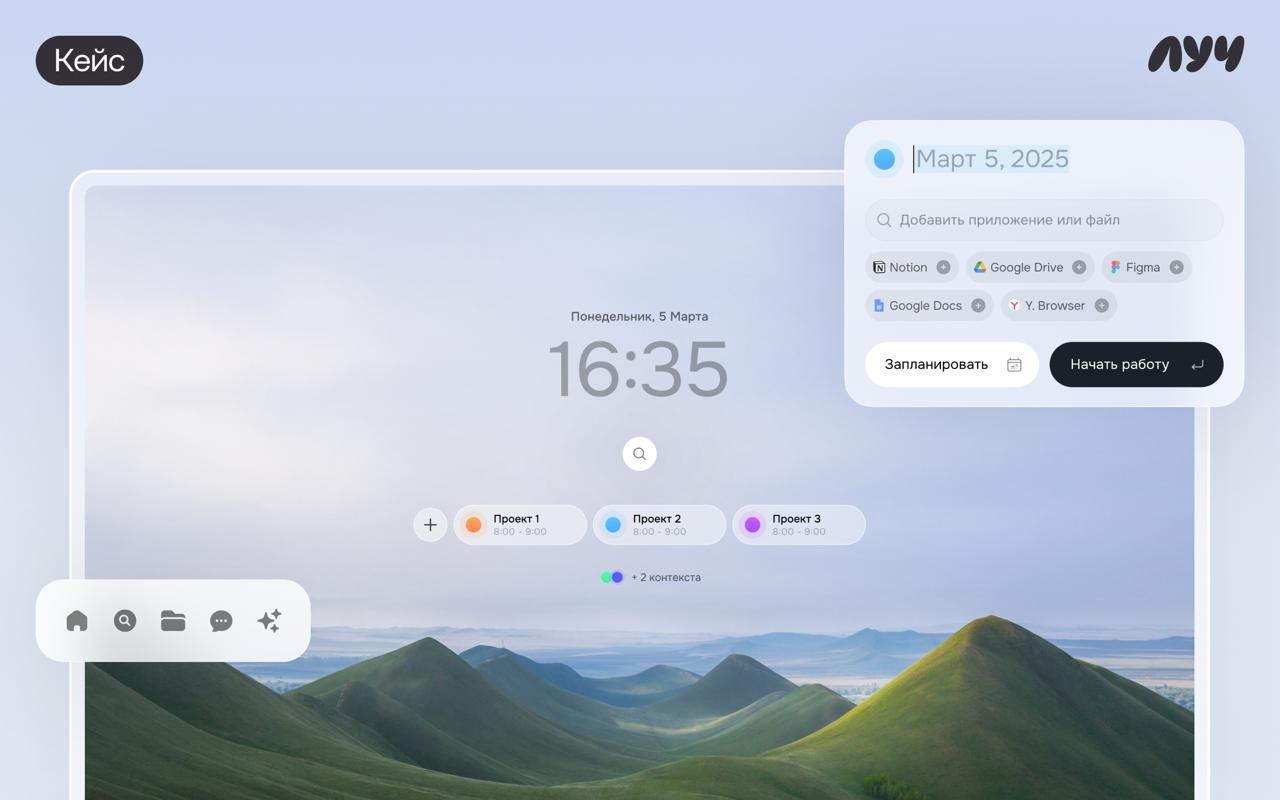 Кейс
ЛУЧ
Март 5, 2025
Добавить приложение или файл
Notion
Google Drive
Figma
Google Docs
Y. Browser
Запланировать
Начать работу
Понедельник, 5 Марта
16:35
Проект 1
8:00 - 9:00
Проект 2
8:00 - 9:00
Проект 3
8:00 - 9:00
+ 2 контекста